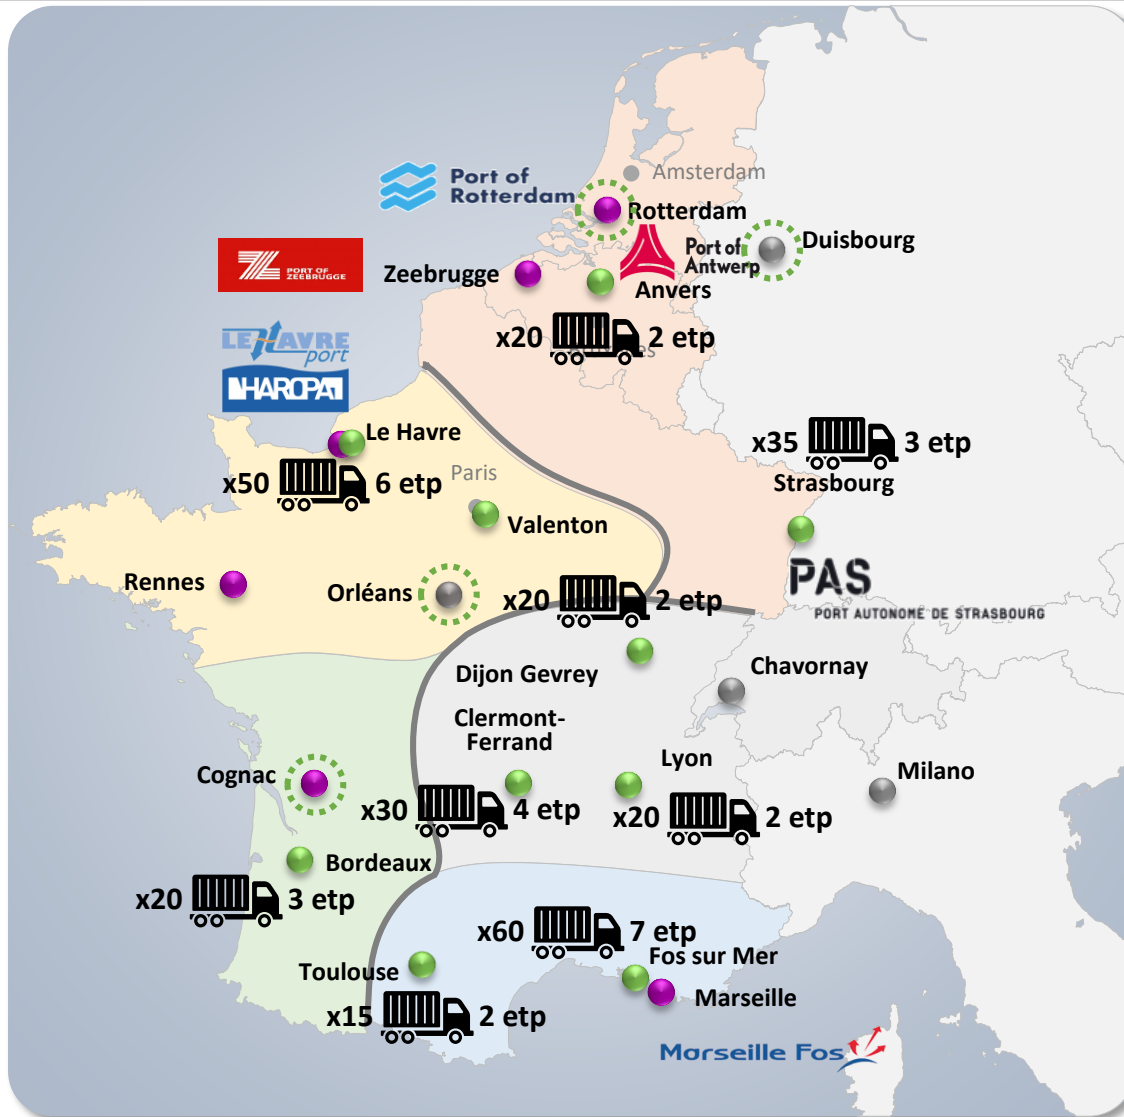 Amsterdam
Port of
Rotterdam
Rotterdam
Duisbourg
Port of
Antwerp
PORT OF
ZEEBRUGGE
Zeebrugge
Anvers
x20 2 etp
LE HAVRE
port
HAROPA
Le Havre
x35 3 etp
Strasbourg
Paris
x50 6 etp
Valenton
Rennes
Orléans
x20 2 etp
PAS
PORT AUTONOME DE STRASBOURG
Dijon Gevrey
Chavornay
Clermont-
Ferrand
Lyon
Cognac
Milano
x30 4 etp
x20 2 etp
Bordeaux
x20 3 etp
x60 7 etp
Fos sur Mer
Toulouse
Marseille
x15 2 etp
Marseille Fos